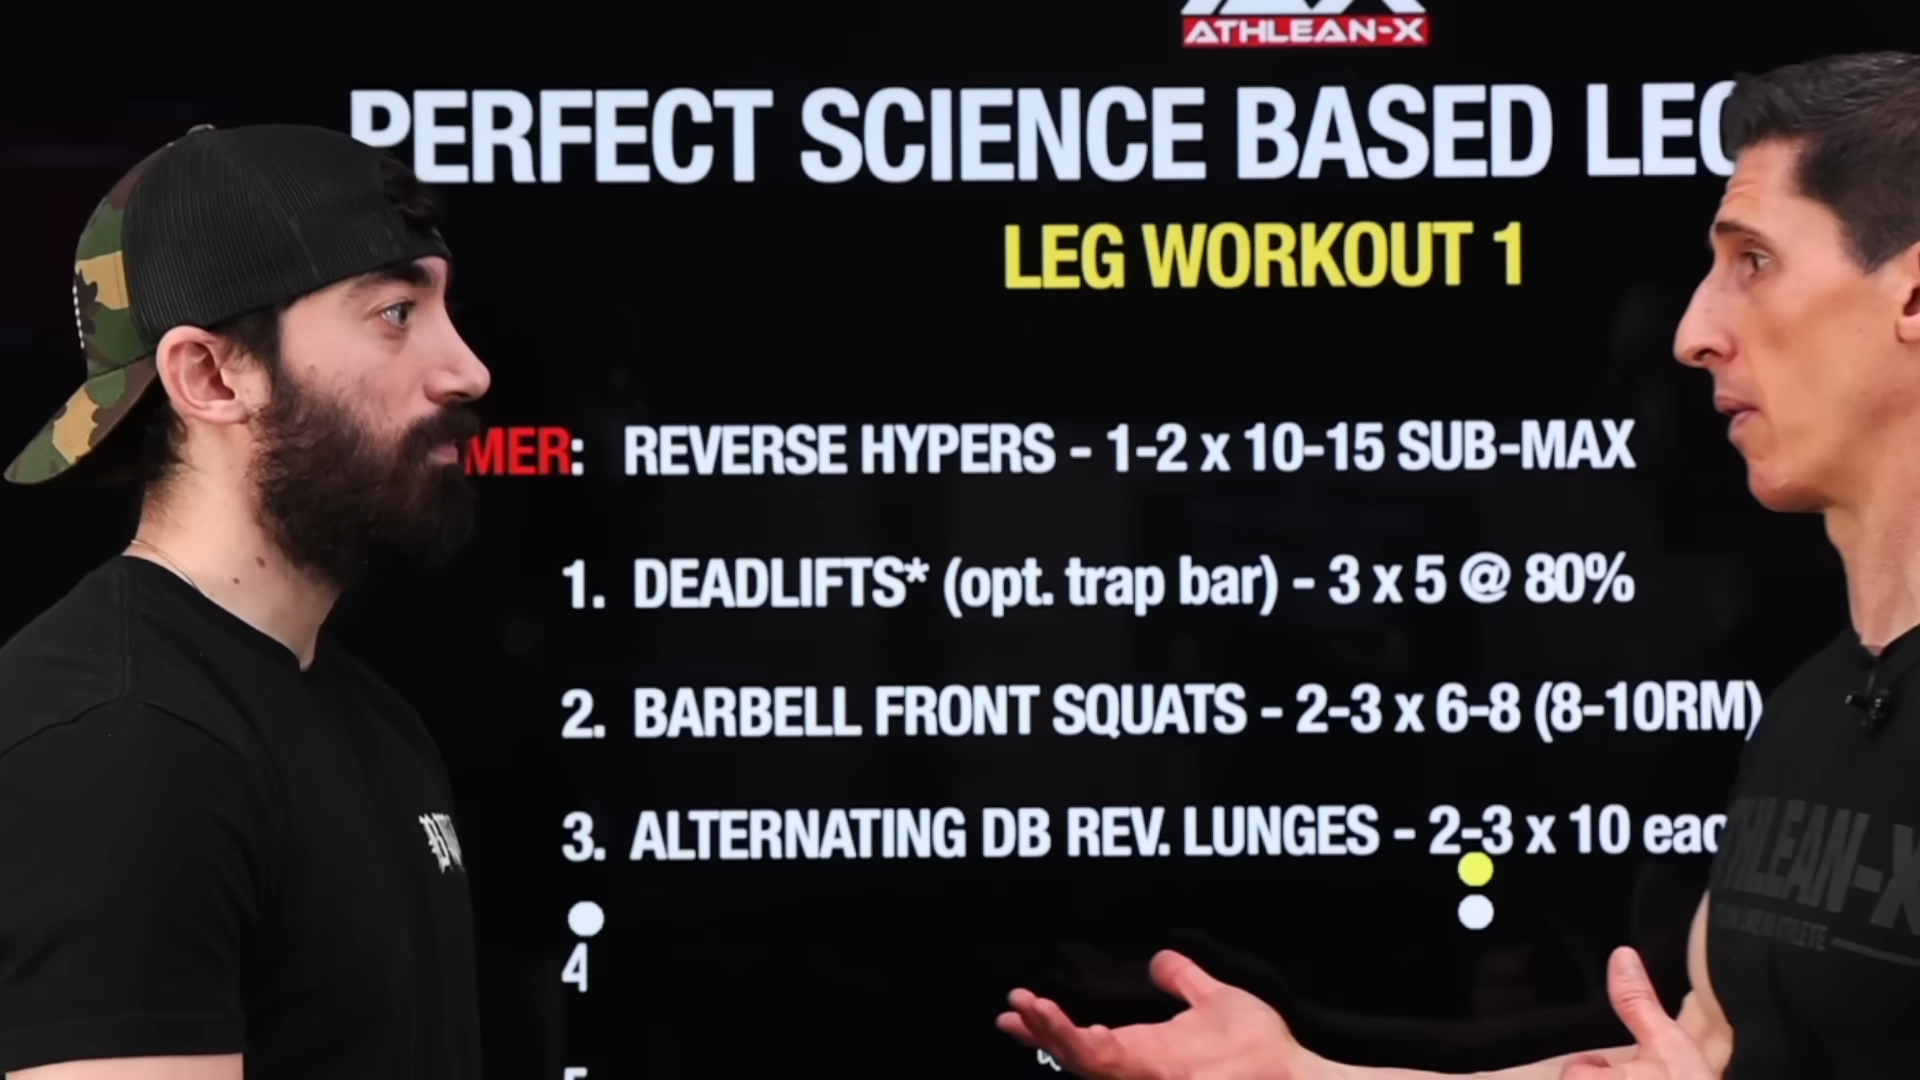 ATHLEAN-X
PERFECT SCIENCE BASED LEG
LEG WORKOUT 1
MER: REVERSE HYPERS - 1-2 x 10-15 SUB-MAX
1. DEADLIFTS* (opt. trap bar) - 3 x 5 @ 80%
2. BARBELL FRONT SQUATS - 2-3 x 6-8 (8-10RM)
3. ALTERNATING DB REV. LUNGES - 2-3 x 10 eac
THLEAN-X
4
5